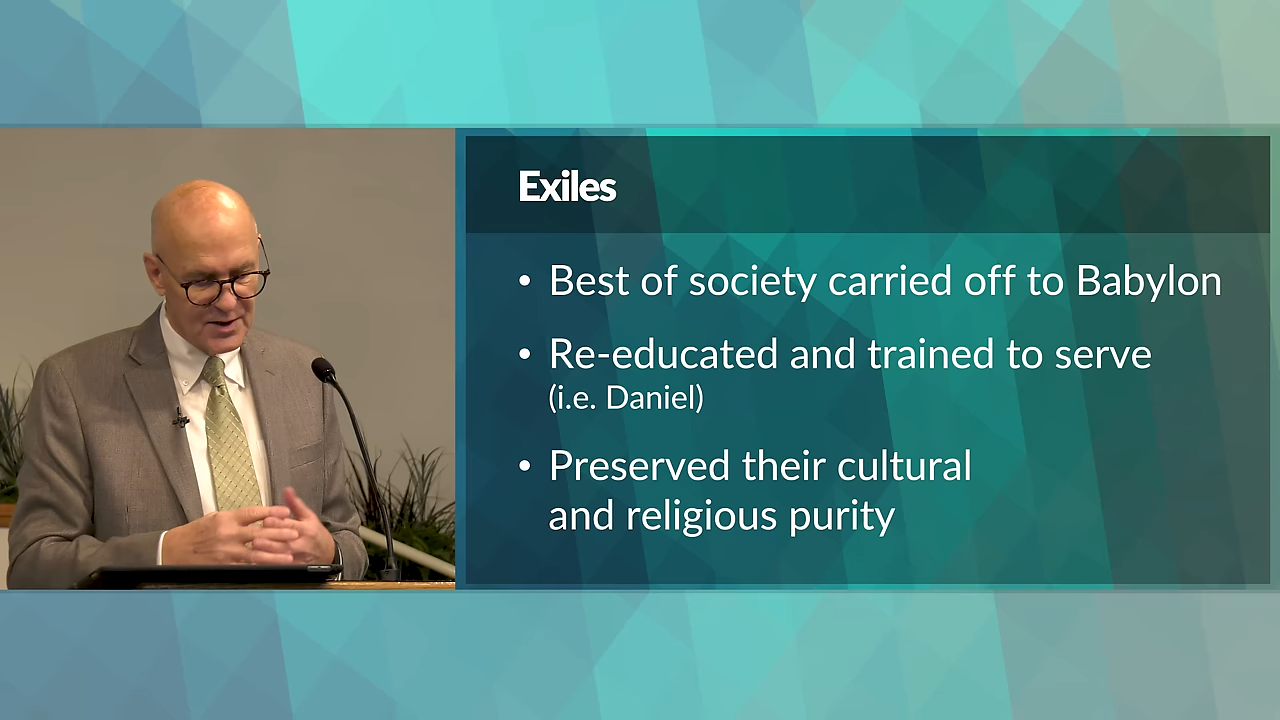 Exiles
• Best of society carried off to Babylon
• Re-educated and trained to serve
(i.e. Daniel)
• Preserved their cultural
and religious purity